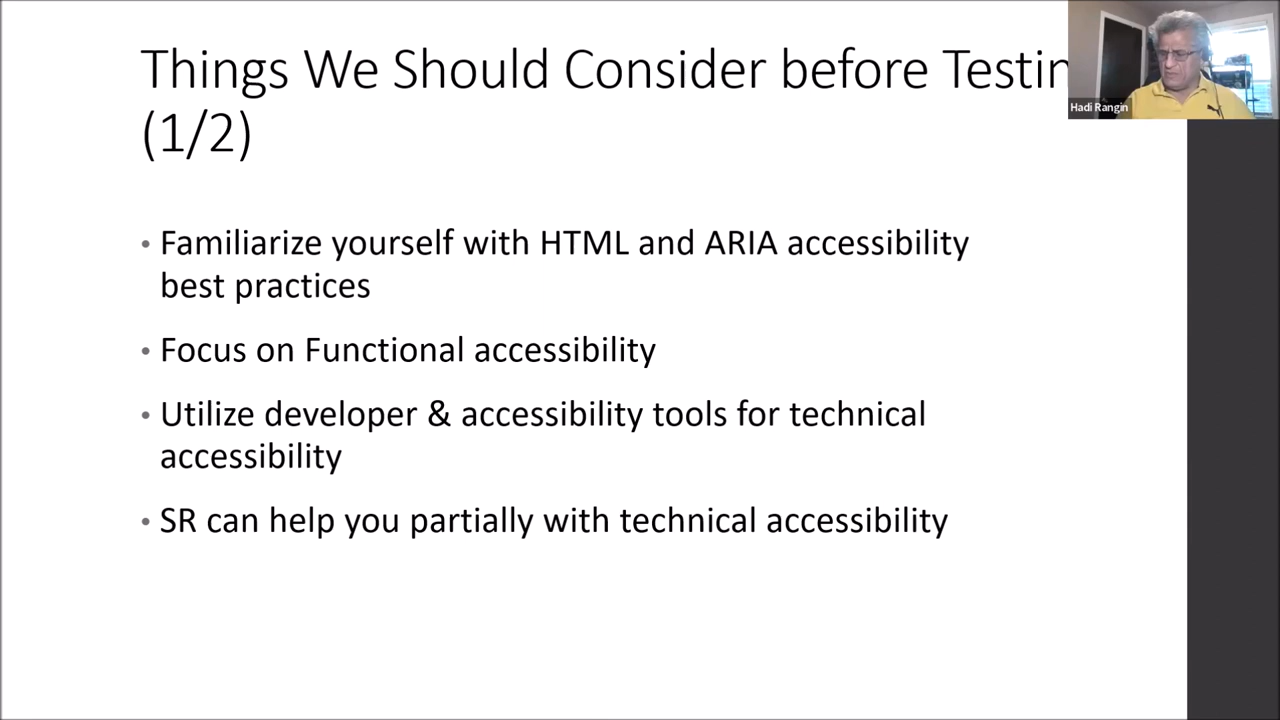 Things We Should Consider before Testin
(1/2)
Hadi Rangin
• Familiarize yourself with HTML and ARIA accessibility
best practices
• Focus on Functional accessibility
• Utilize developer & accessibility tools for technical
accessibility
• SR can help you partially with technical accessibility